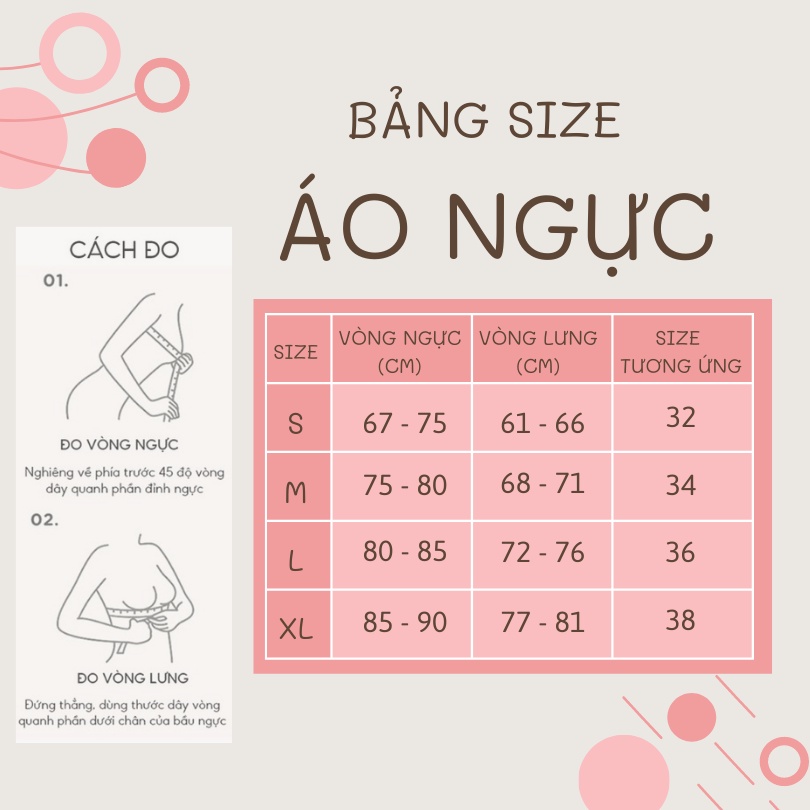 BẢNG SIZE
ÁO NGỰC
CÁCH ĐO
01.
ĐO VÒNG NGỰC
Nghiêng về phía trước 45 độ vòng
dây quanh phần đỉnh ngực
02.
ĐO VÒNG LƯNG
Đứng thẳng, dùng thước dây vòng
quanh phần dưới chân của bầu ngực
SIZE VÒNG NGỰC (CM) VÒNG LƯNG (CM) SIZE TƯƠNG ỨNG
S 67 - 75 61 - 66 32
M 75 - 80 68 - 71 34
L 80 - 85 72 - 76 36
XL 85 - 90 77 - 81 38